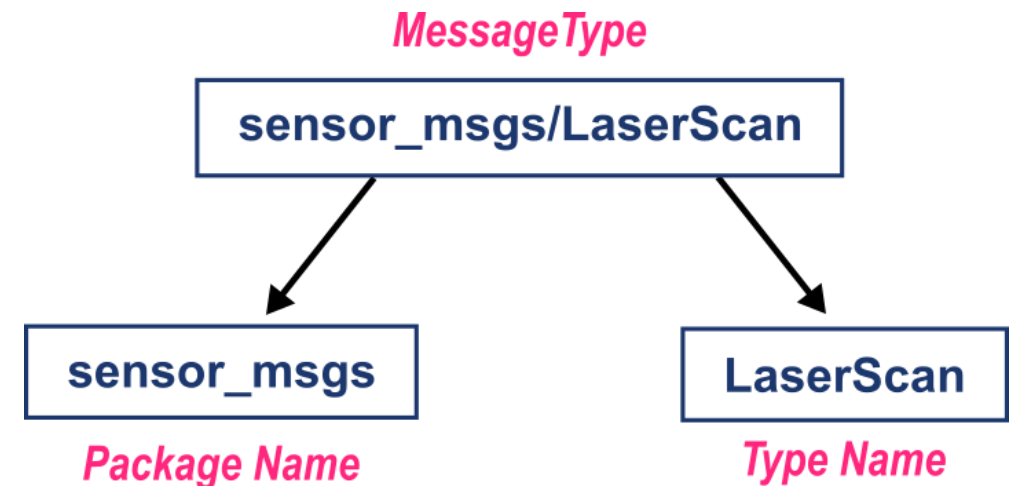 MessageType
sensor_msgs/LaserScan
sensor_msgs
LaserScan
Package Name
Type Name